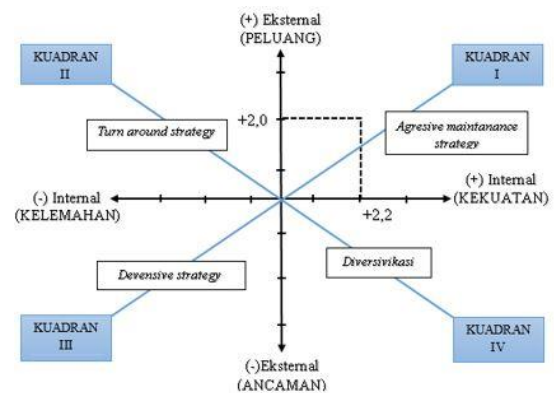 (+) Eksternal
(PELUANG)
KUADRAN
II
KUADRAN
I
+2,0
Turn around strategy
Agresive maintanance
strategy
(-) Internal
(KELEMAHAN)
(+) Internal
(KEKUATAN)
+2,2
Devensive strategy
Diversivikasi
KUADRAN
III
KUADRAN
IV
(-)Eksternal
(ANCAMAN)